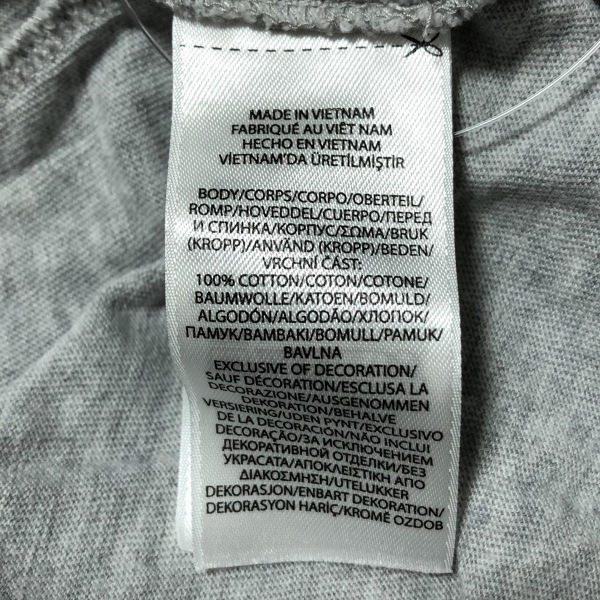 MADE IN VIETNAM
FABRIQUÉ AU VIÊT NAM
HECHO EN VIETNAM
VİETNAM'DA ÜRETİLMİŞTİR
BODY/CORPS/CORPO/OBERTEIL/
ROMP/HOVEDDEL/CUERPO/ПЕРЕД
И СПИНКА/КОРПУС/ΣΩΜΑ/BRUK
(KROPP)/ANVÄND (KROPP)/BEDEN/
VRCHNÍ ČÁST:
100% COTTON/COTON/COTONE/
BAUMWOLLE/KATOEN/BOMULD/
ALGODÓN/ALGODÃO/ХЛОПОК/
ПАМУК/ΒΑΜΒΑΚΙ/BOMULL/PAMUK/
BAVLNA
EXCLUSIVE OF DECORATION/
SAUF DÉCORATION/ESCLUSA LA
DECORAZIONE/AUSGENOMMEN
DEKORATION/BEHALVE
VERSIERING/UDEN PYNT/EXCLUSIVO
DE LA DECORACIÓN/NÃO INCLUI
DECORAÇÃO/ЗА ИСКЛЮЧЕНИЕМ
ДЕКОРАТИВНОЙ ОТДЕЛКИ/БЕЗ
УКРАСАТА/ΑΠΟΚΛΕΙΣΤΙΚΗ ΑΠΟ
ΔΙΑΚΟΣΜΗΣΗ/UTELUKKER
DEKORASJON/ENBART DEKORATION/
DEKORASYON HARİÇ/KROMĚ OZDOB